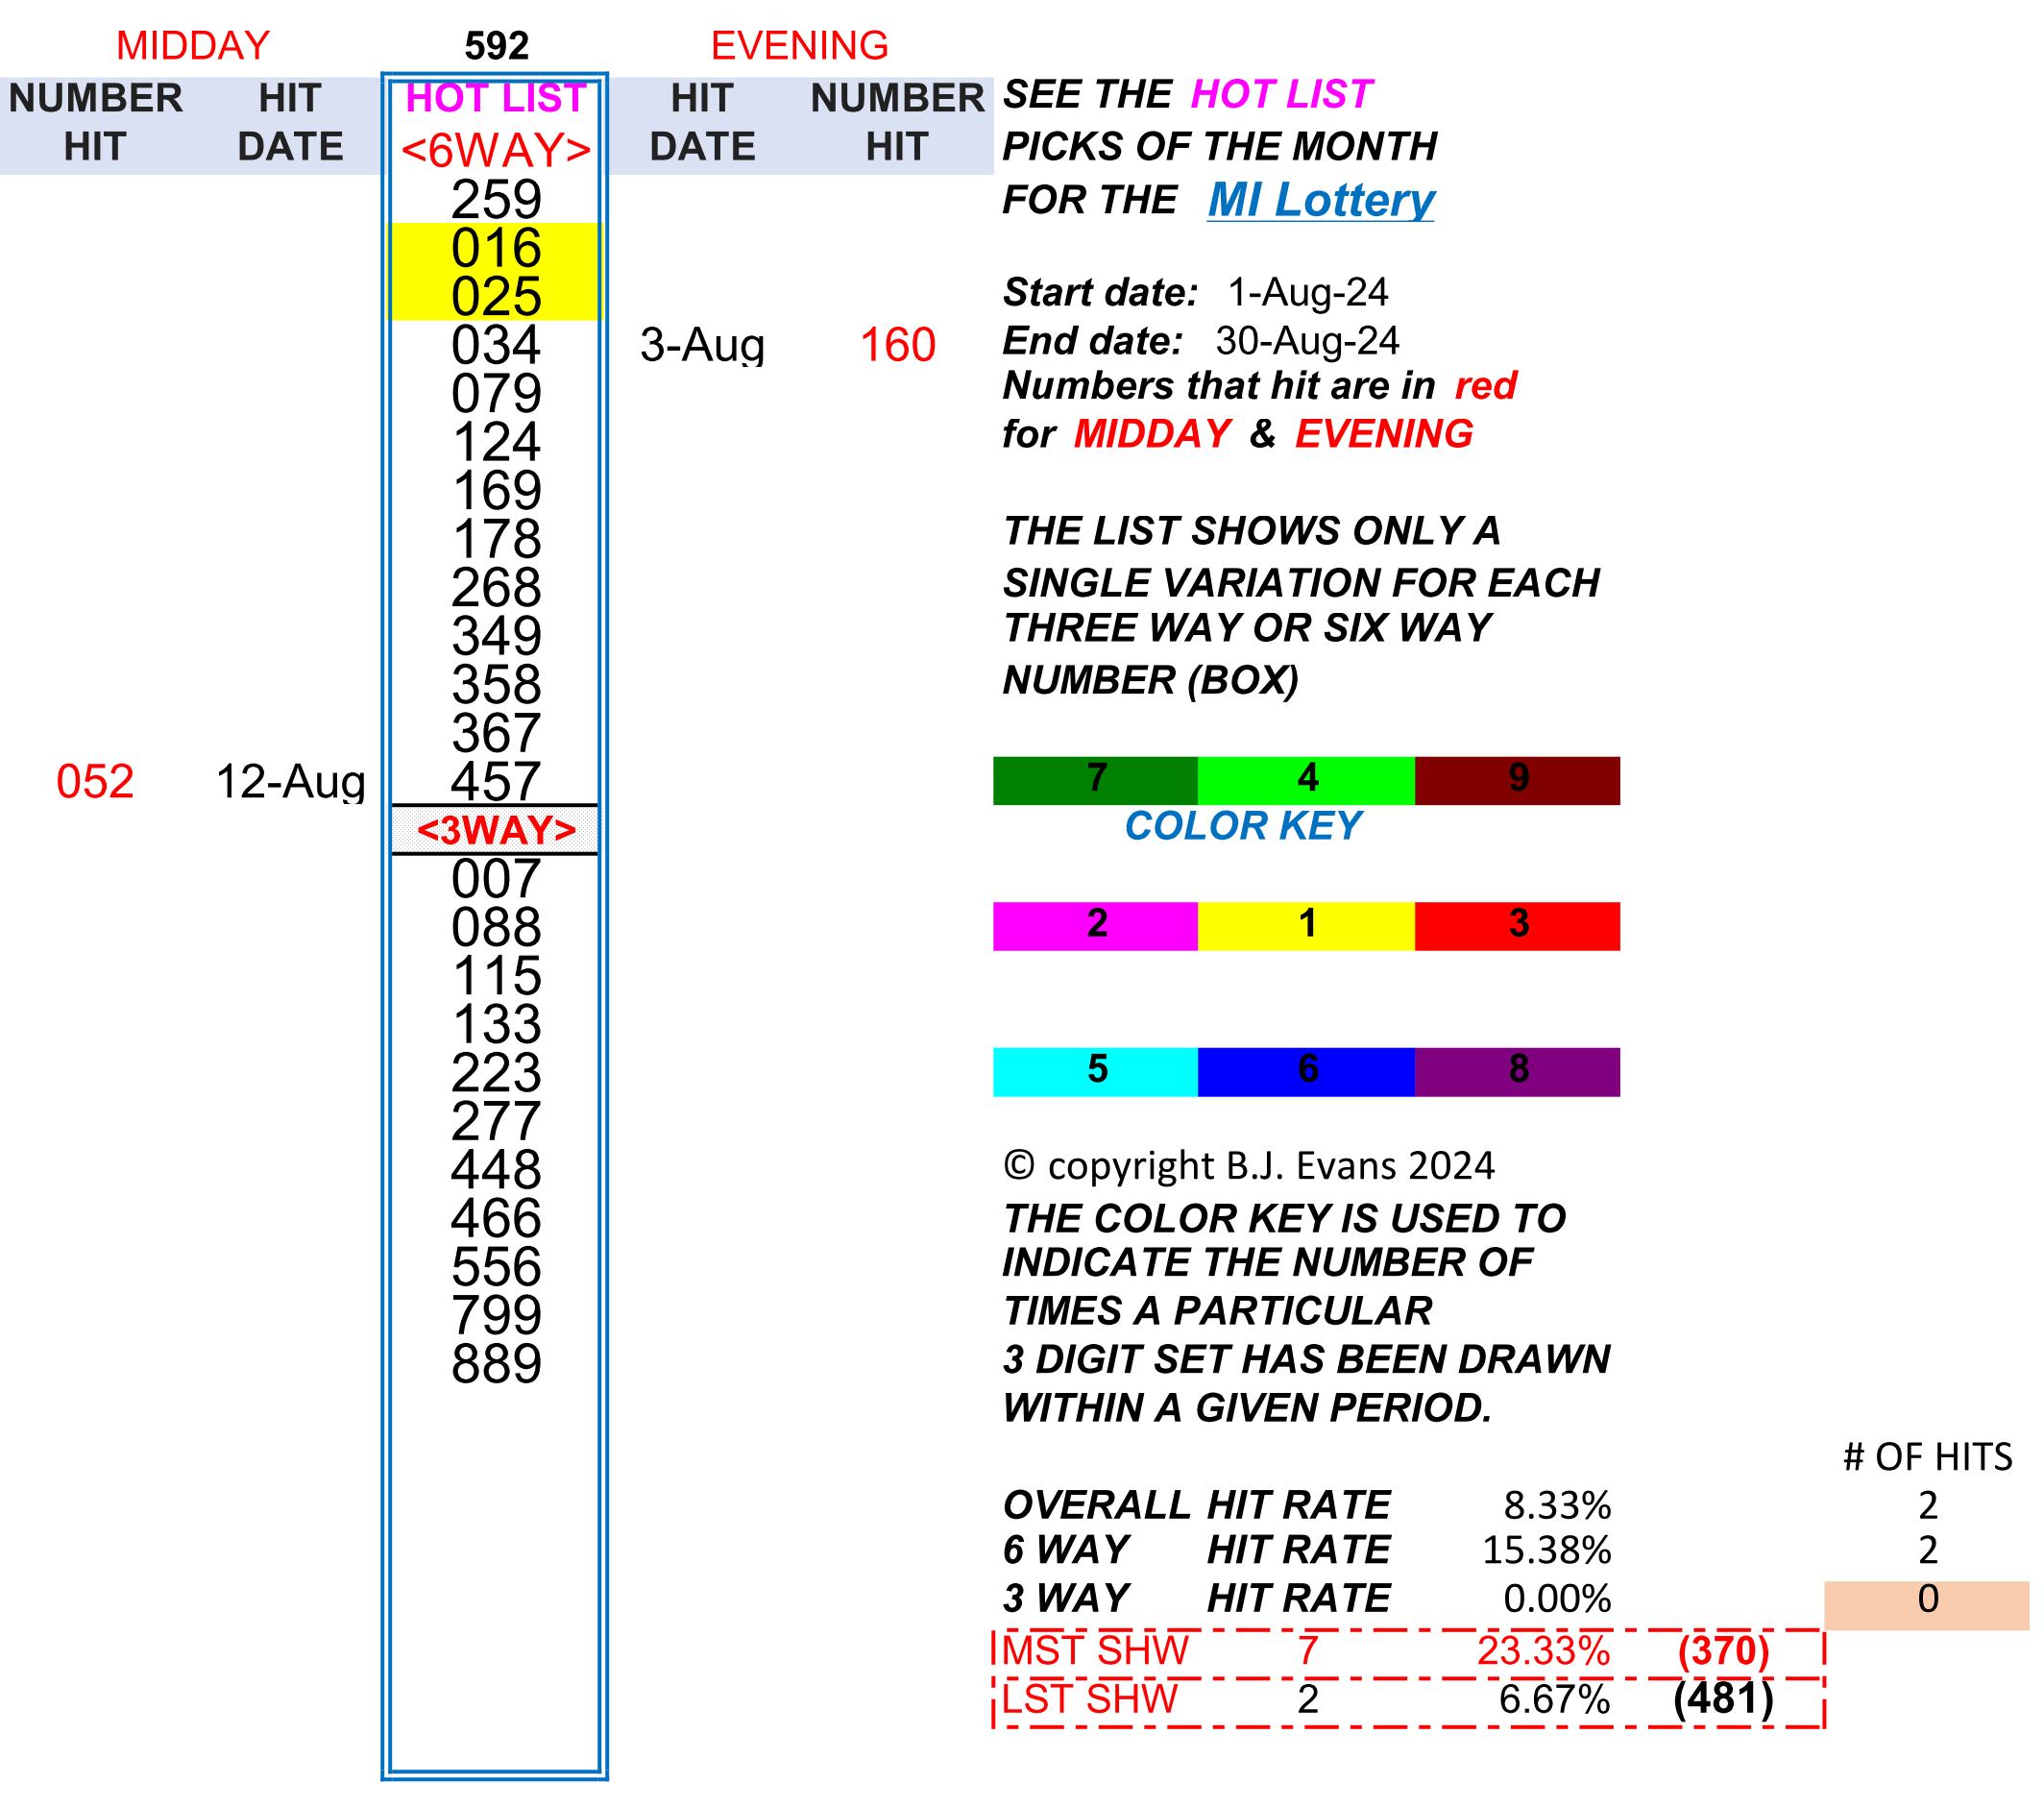 MIDDAY 592 EVENING
NUMBER HIT HOT LIST HIT NUMBER
HIT DATE <6WAY> DATE HIT
259
016
025
034 3-Aug 160
079
124
169
178
268
349
358
367
052 12-Aug 457
<3WAY>
007
088
115
133
223
277
448
466
556
799
889
SEE THE HOT LIST
PICKS OF THE MONTH
FOR THE MI Lottery
Start date: 1-Aug-24
End date: 30-Aug-24
Numbers that hit are in red
for MIDDAY & EVENING
THE LIST SHOWS ONLY A
SINGLE VARIATION FOR EACH
THREE WAY OR SIX WAY
NUMBER (BOX)
7 4 9
COLOR KEY
2 1 3
5 6 8
© copyright B.J. Evans 2024
THE COLOR KEY IS USED TO
INDICATE THE NUMBER OF
TIMES A PARTICULAR
3 DIGIT SET HAS BEEN DRAWN
WITHIN A GIVEN PERIOD.
# OF HITS
OVERALL HIT RATE 8.33% 2
6 WAY HIT RATE 15.38% 2
3 WAY HIT RATE 0.00% 0
MST SHW 7 23.33% (370)
LST SHW 2 6.67% (481)